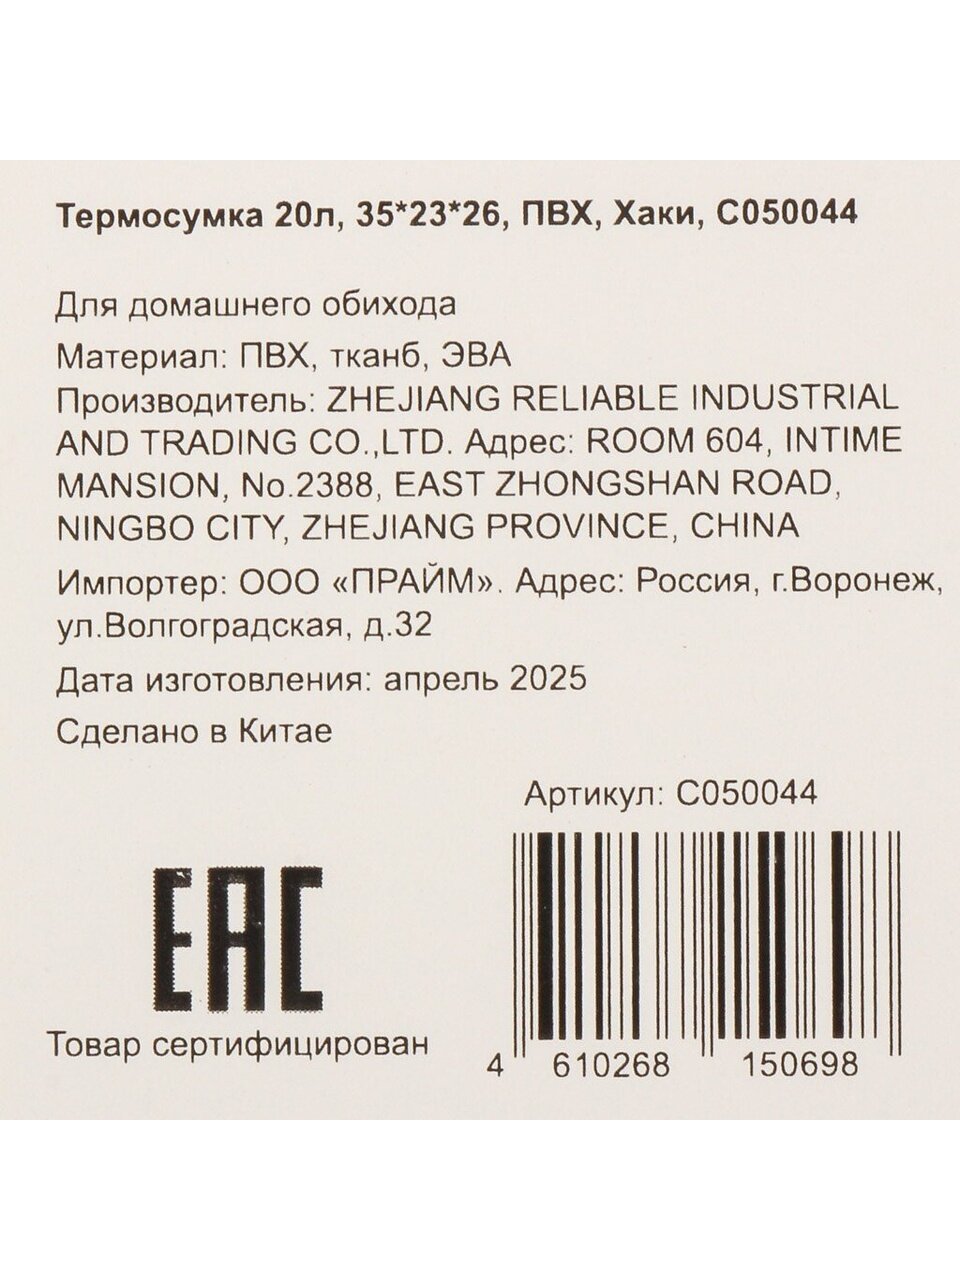 Термосумка 20л, 35*23*26, ПВХ, Хаки, С050044
Для домашнего обихода
Материал: ПВХ, тканб, ЭВА
Производитель: ZHEJIANG RELIABLE INDUSTRIAL
AND TRADING CO.,LTD. Адрес: ROOM 604, INTIME
MANSION, No.2388, EAST ZHONGSHAN ROAD,
NINGBO CITY, ZHEJIANG PROVINCE, CHINA
Импортер: ООО «ПРАЙМ». Адрес: Россия, г.Воронеж,
ул.Волгоградская, д.32
Дата изготовления: апрель 2025
Сделано в Китае
Артикул: С050044
EAC
Товар сертифицирован
4 610268 150698